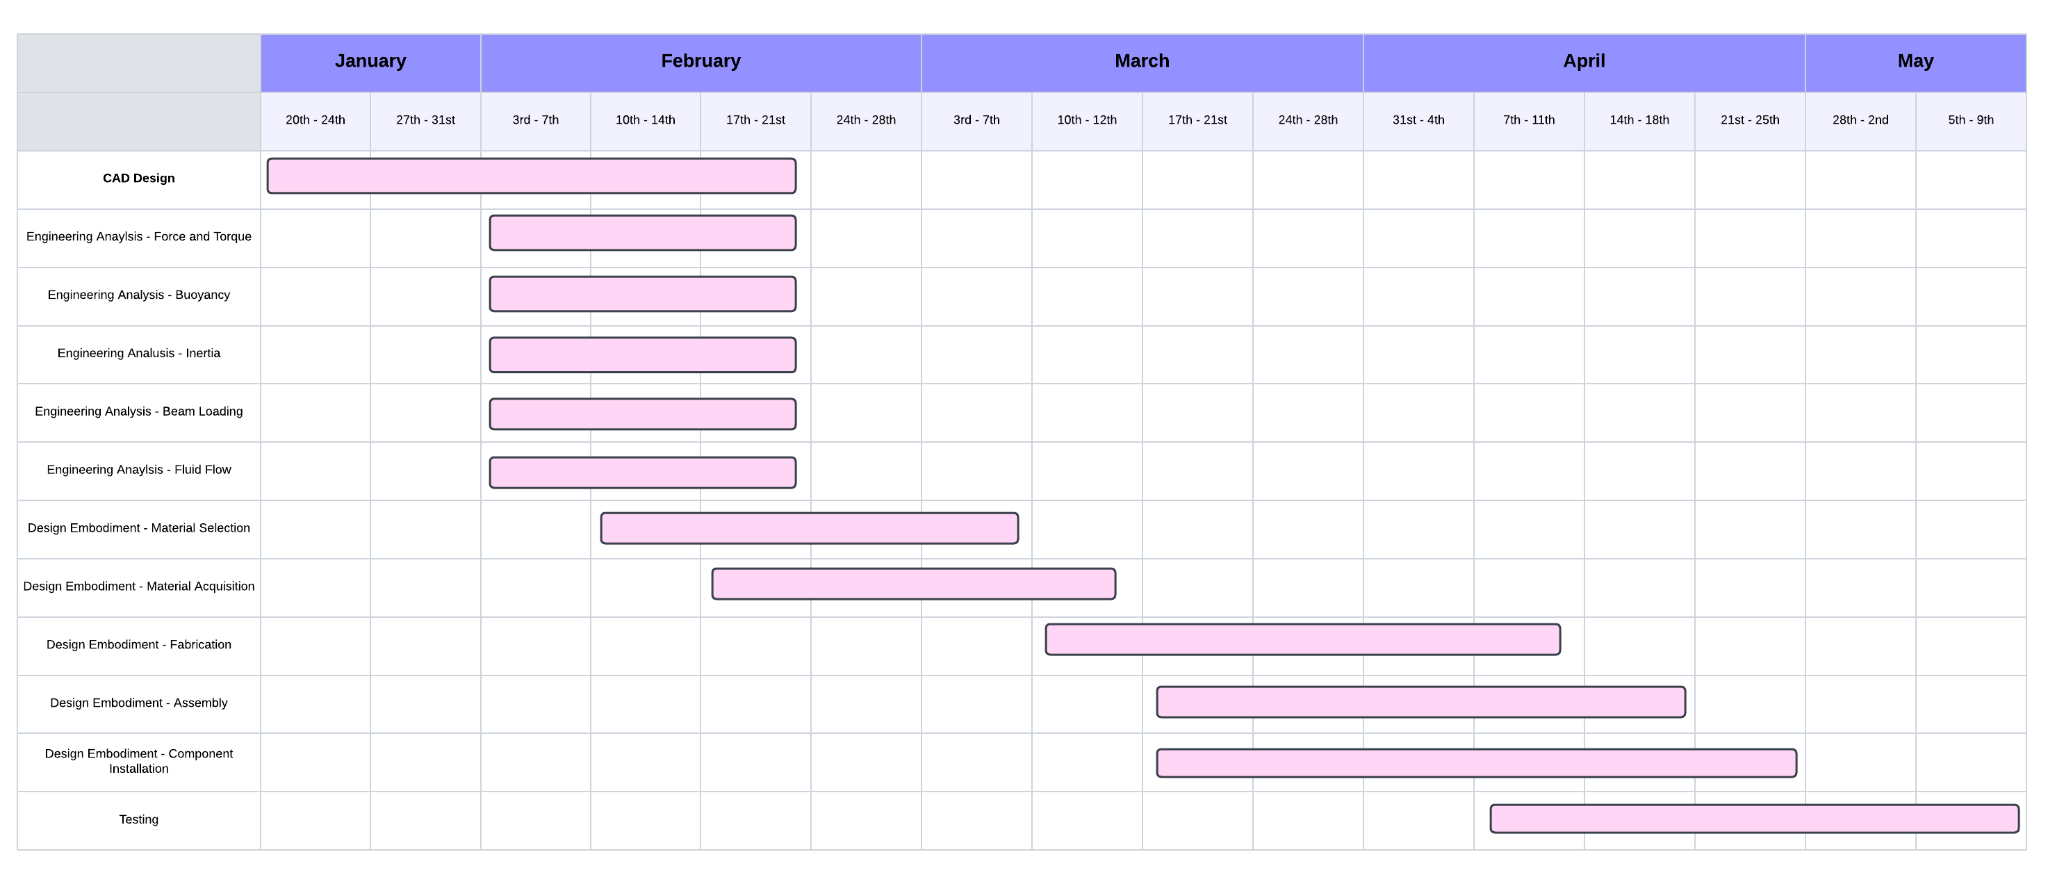 January February March April May
20th - 24th 27th - 31st 3rd - 7th 10th - 14th 17th - 21st 24th - 28th 3rd - 7th 10th - 12th 17th - 21st 24th - 28th 31st - 4th 7th - 11th 14th - 18th 21st - 25th 28th - 2nd 5th - 9th
CAD Design
Engineering Anaylsis - Force and Torque
Engineering Analysis - Buoyancy
Engineering Analusis - Inertia
Engineering Analysis - Beam Loading
Engineering Anaylsis - Fluid Flow
Design Embodiment - Material Selection
Design Embodiment - Material Acquisition
Design Embodiment - Fabrication
Design Embodiment - Assembly
Design Embodiment - Component
Installation
Testing